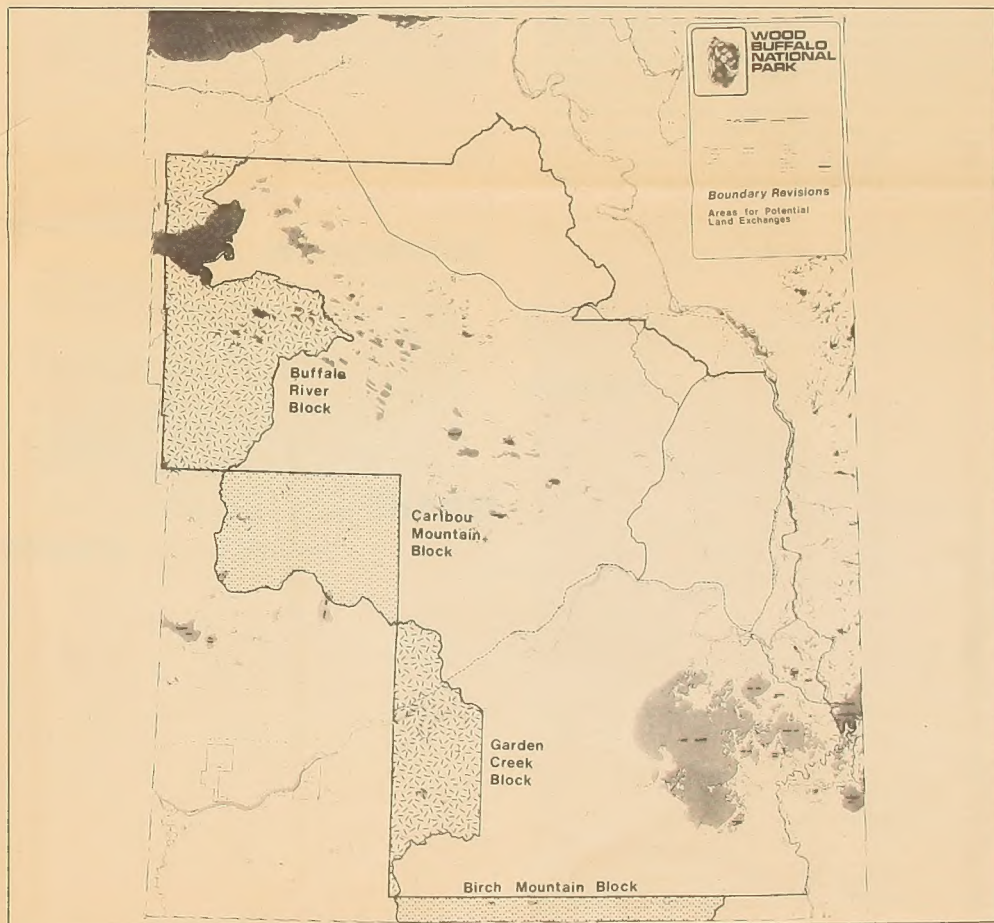 WOOD
BUFFALO
NATIONAL
PARK
Boundary Revisions
Areas for Potential
Land Exchanges
Buffalo
River
Block
Caribou
Mountain
Block
Garden
Creek
Block
Birch Mountain Block